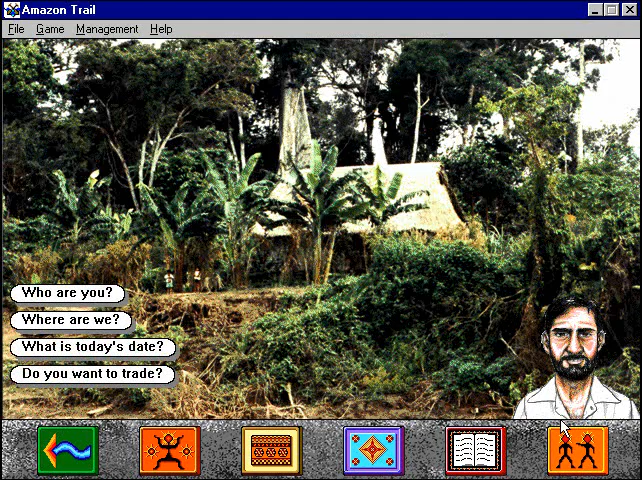 Amazon Trail
File Game Management Help
Who are you?
Where are we?
What is today's date?
Do you want to trade?